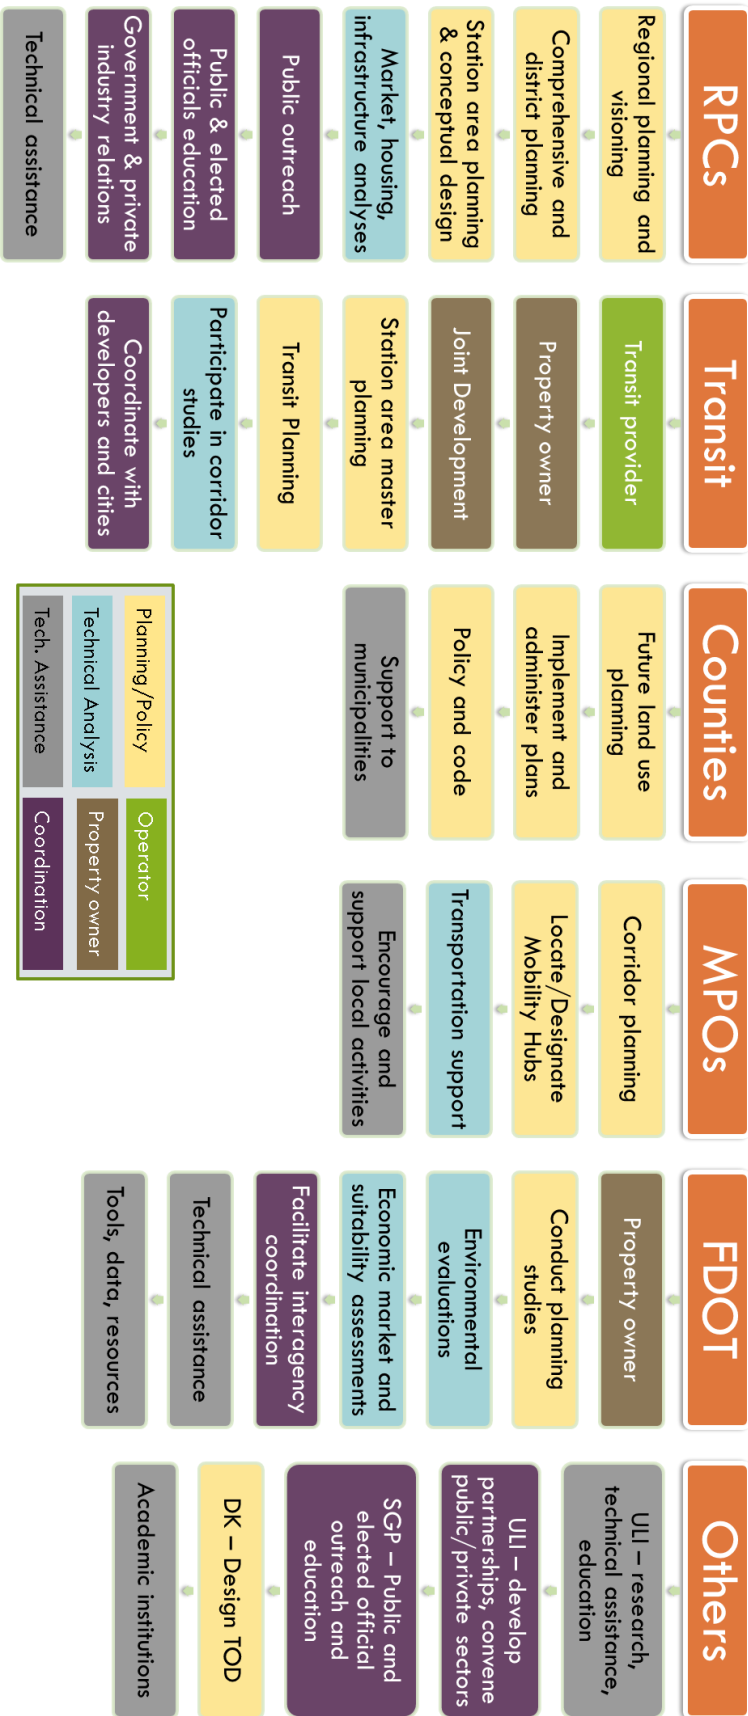 RPCs
Regional planning and
visioning
Comprehensive and
district planning
Station area planning
& conceptual design
Market, housing,
infrastructure analyses
Public outreach
Public & elected
officials education
Government & private
industry relations
Technical assistance
Transit
Transit provider
Property owner
Joint Development
Station area master
planning
Transit Planning
Participate in corridor
studies
Coordinate with
developers and cities
Counties
Future land use
planning
Implement and
administer plans
Policy and code
Support to
municipalities
MPOs
Corridor planning
Locate/Designate
Mobility Hubs
Transportation support
Encourage and
support local activities
FDOT
Property owner
Conduct planning
studies
Environmental
evaluations
Economic market and
suitability assessments
Facilitate interagency
coordination
Technical assistance
Tools, data, resources
Others
ULI – research,
technical assistance,
education
ULI – develop
partnerships, convene
public/private sectors
SGP – Public and
elected official
outreach and
education
DK – Design TOD
Academic institutions
Planning/Policy
Operator
Technical Analysis
Property owner
Tech. Assistance
Coordination